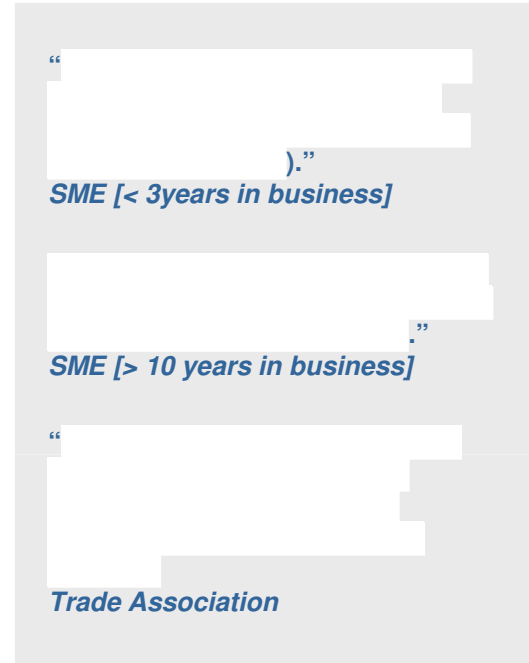 “
).”
SME [< 3years in business]
.”
SME [> 10 years in business]
“
Trade Association